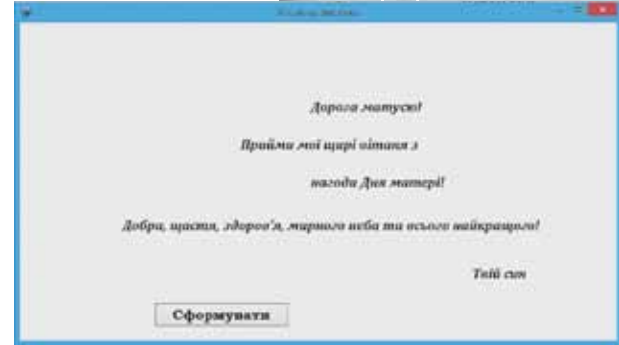 Дорога матусю!
Прийми мої щирі вітаня з
нагоди Дня матері!
Добра, щастя, здоров'я, мирного неба та всього найкращого!
Твій син
Сформувати